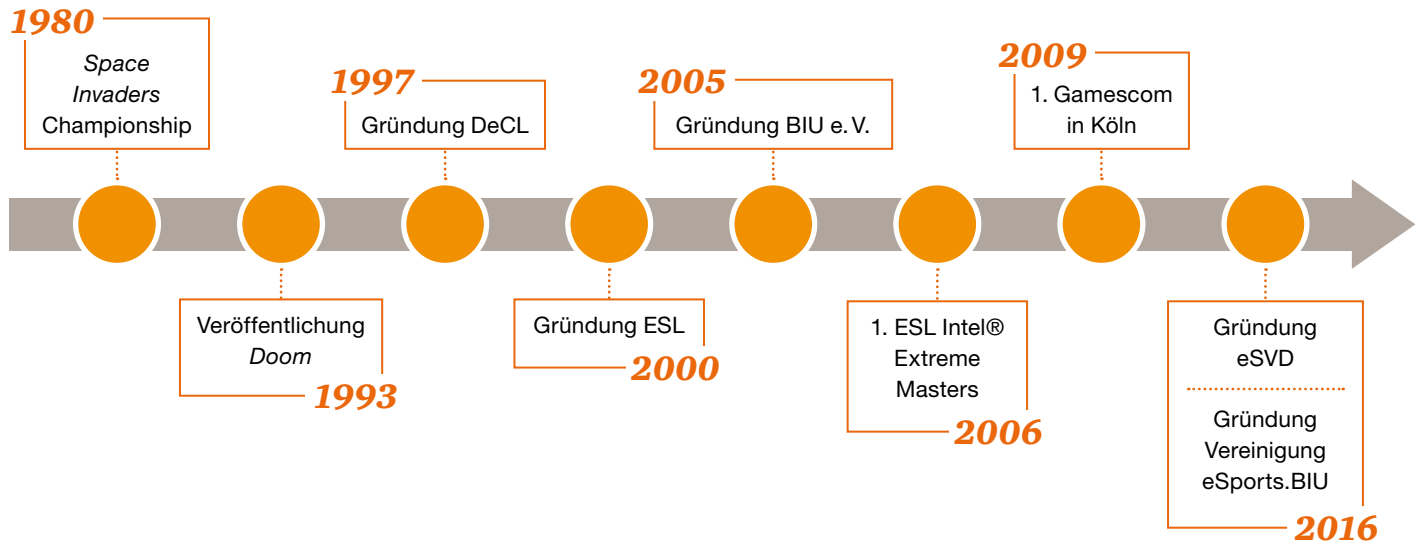 1980
Space
Invaders
Championship
Veröffentlichung
Doom
1993
1997
Gründung DeCL
Gründung ESL
2000
2005
Gründung BIU e. V.
1. ESL Intel®
Extreme
Masters
2006
2009
1. Gamescom
in Köln
Gründung
eSVD
Gründung
Vereinigung
eSports.BIU
2016